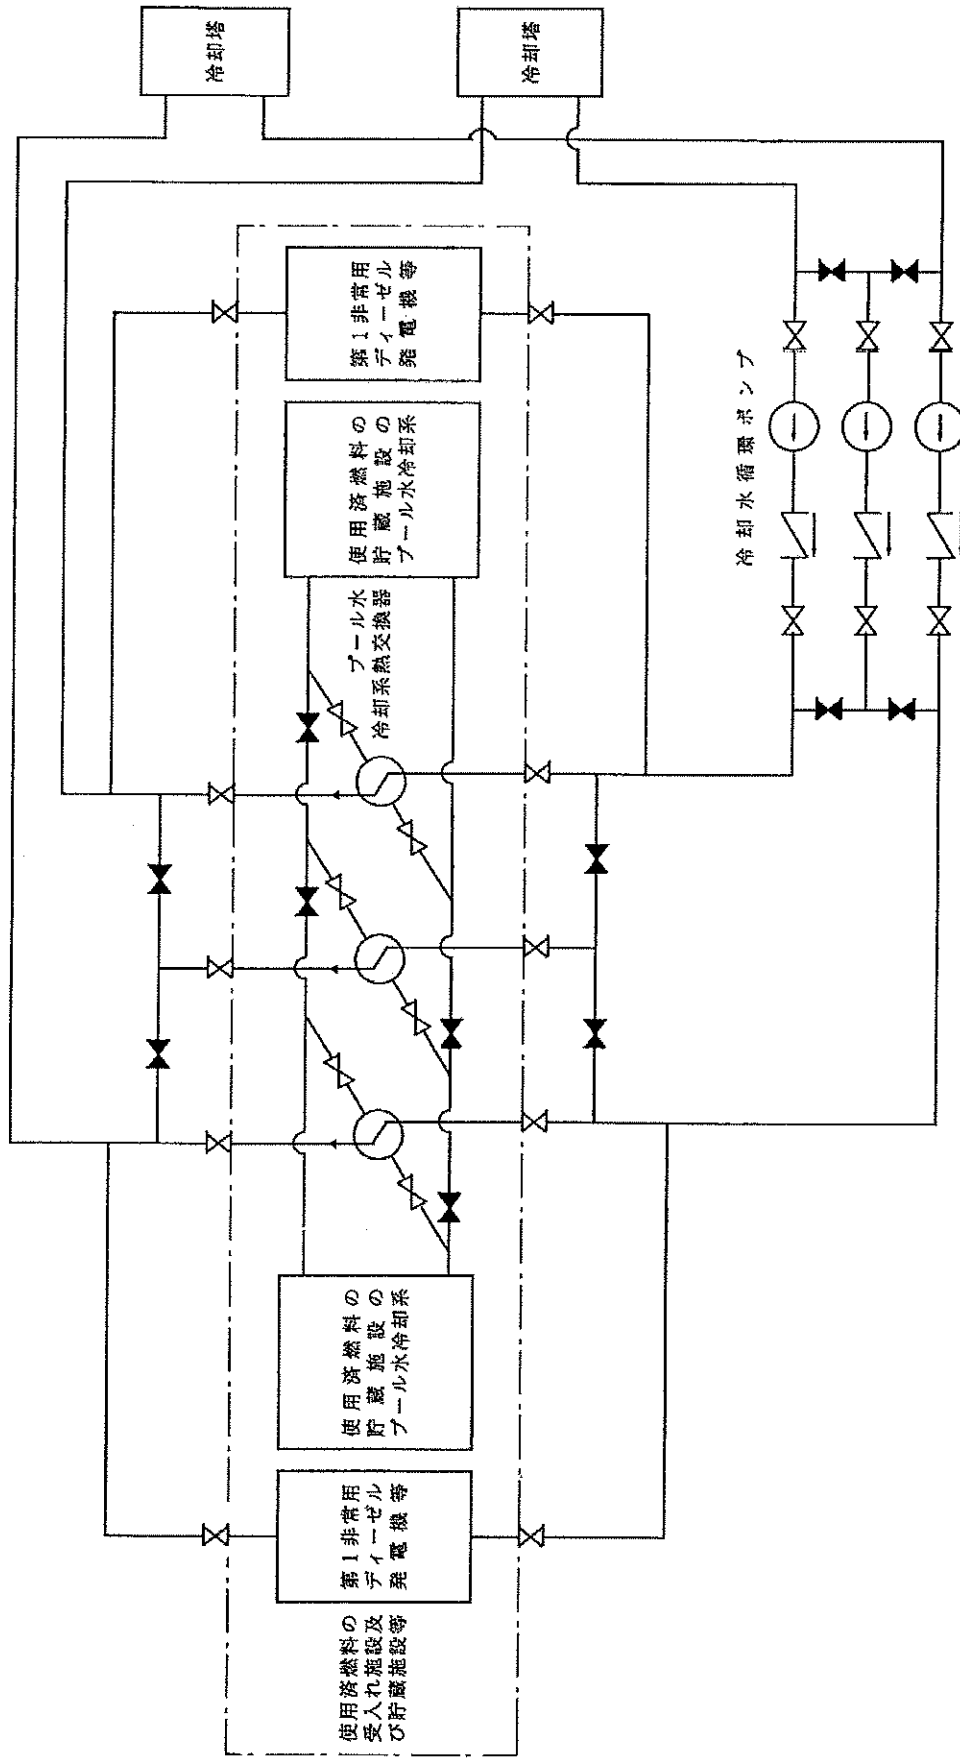 使用済燃料の
受入れ施設及
び貯蔵施設等
第1非常用
ディーゼル
発電機等
使用済燃料の
貯蔵施設の
プール水冷却系
プール水
冷却系熱交換器
使用済燃料の
貯蔵施設の
プール水冷却系
第1非常用
ディーゼル
発電機等
冷却水循環ポンプ
冷却塔
冷却塔